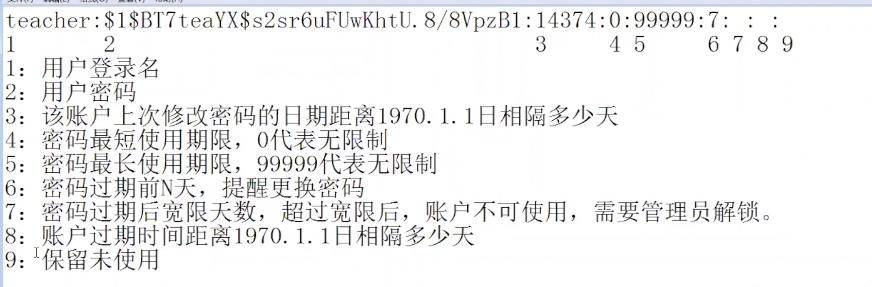 teacher:$1$BT7teaYX$s2sr6uFUwKhtU.8/8VpzB1:14374:0:99999:7: : :
1 2 3 4 5 6 7 8 9
1：用户登录名
2：用户密码
3：该账户上次修改密码的日期距离1970.1.1日相隔多少天
4：密码最短使用期限，0代表无限制
5：密码最长使用期限，99999代表无限制
6：密码过期前N天，提醒更换密码
7：密码过期后宽限天数，超过宽限后，账户不可使用，需要管理员解锁。
8：账户过期时间距离1970.1.1日相隔多少天
9：保留未使用